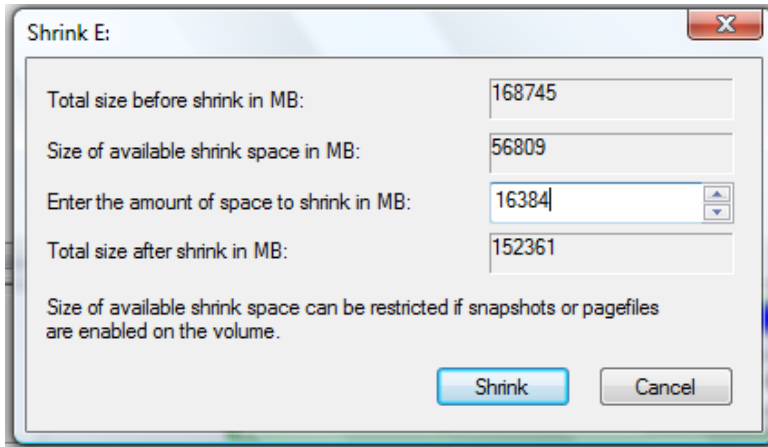 Shrink E:
Total size before shrink in MB: 168745
Size of available shrink space in MB: 56809
Enter the amount of space to shrink in MB: 16384
Total size after shrink in MB: 152361
Size of available shrink space can be restricted if snapshots or pagefiles
are enabled on the volume.
Shrink Cancel